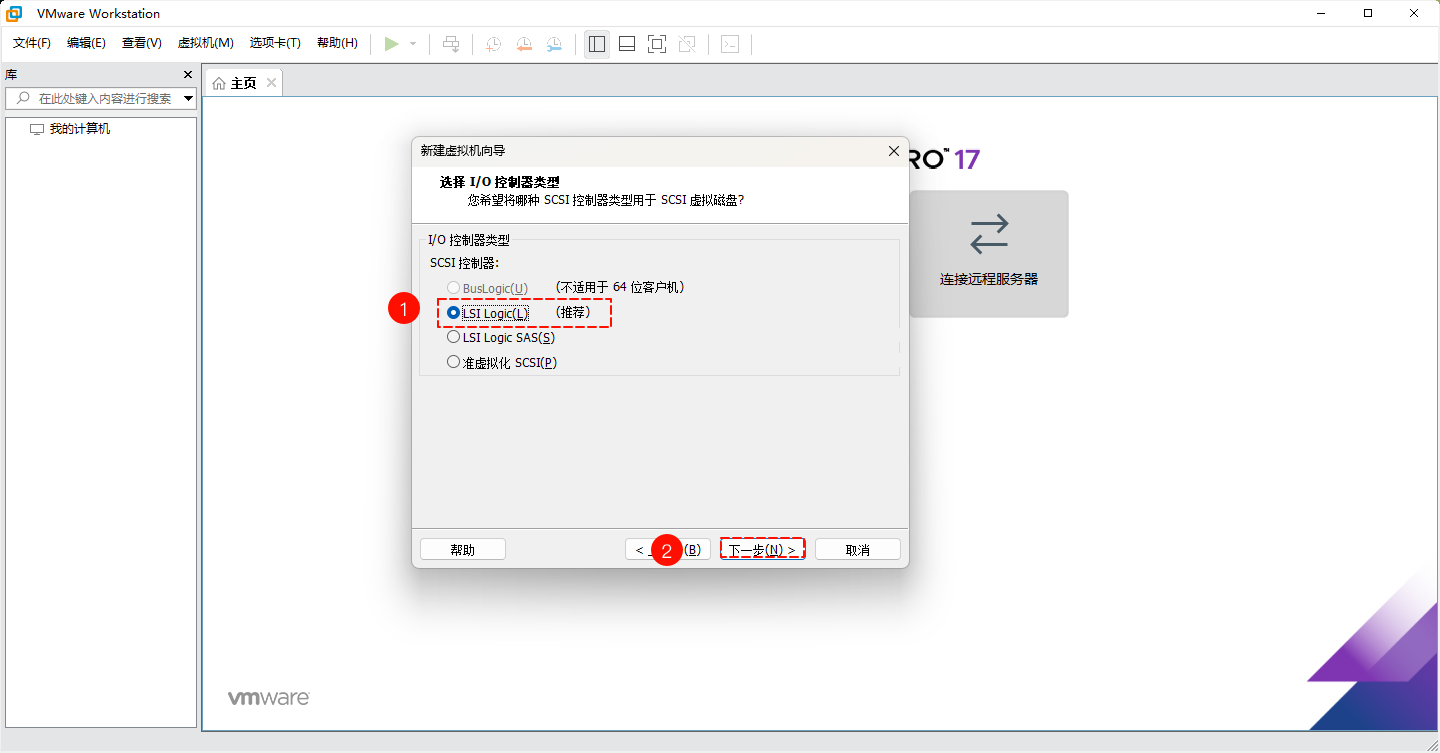 VMware Workstation
文件(F) 编辑(E) 查看(V) 虚拟机(M) 选项卡(T) 帮助(H)
库
在此处键入内容进行搜索
我的计算机
主页
RO™ 17
连接远程服务器
新建虚拟机向导
选择 I/O 控制器类型
您希望将哪种 SCSI 控制器类型用于 SCSI 虚拟磁盘?
I/O 控制器类型
SCSI 控制器:
BusLogic(U) (不适用于 64 位客户机)
1
LSI Logic(L) (推荐)
LSI Logic SAS(S)
准虚拟化 SCSI(P)
帮助 < (B) 2 下一步(N) > 取消
vmware